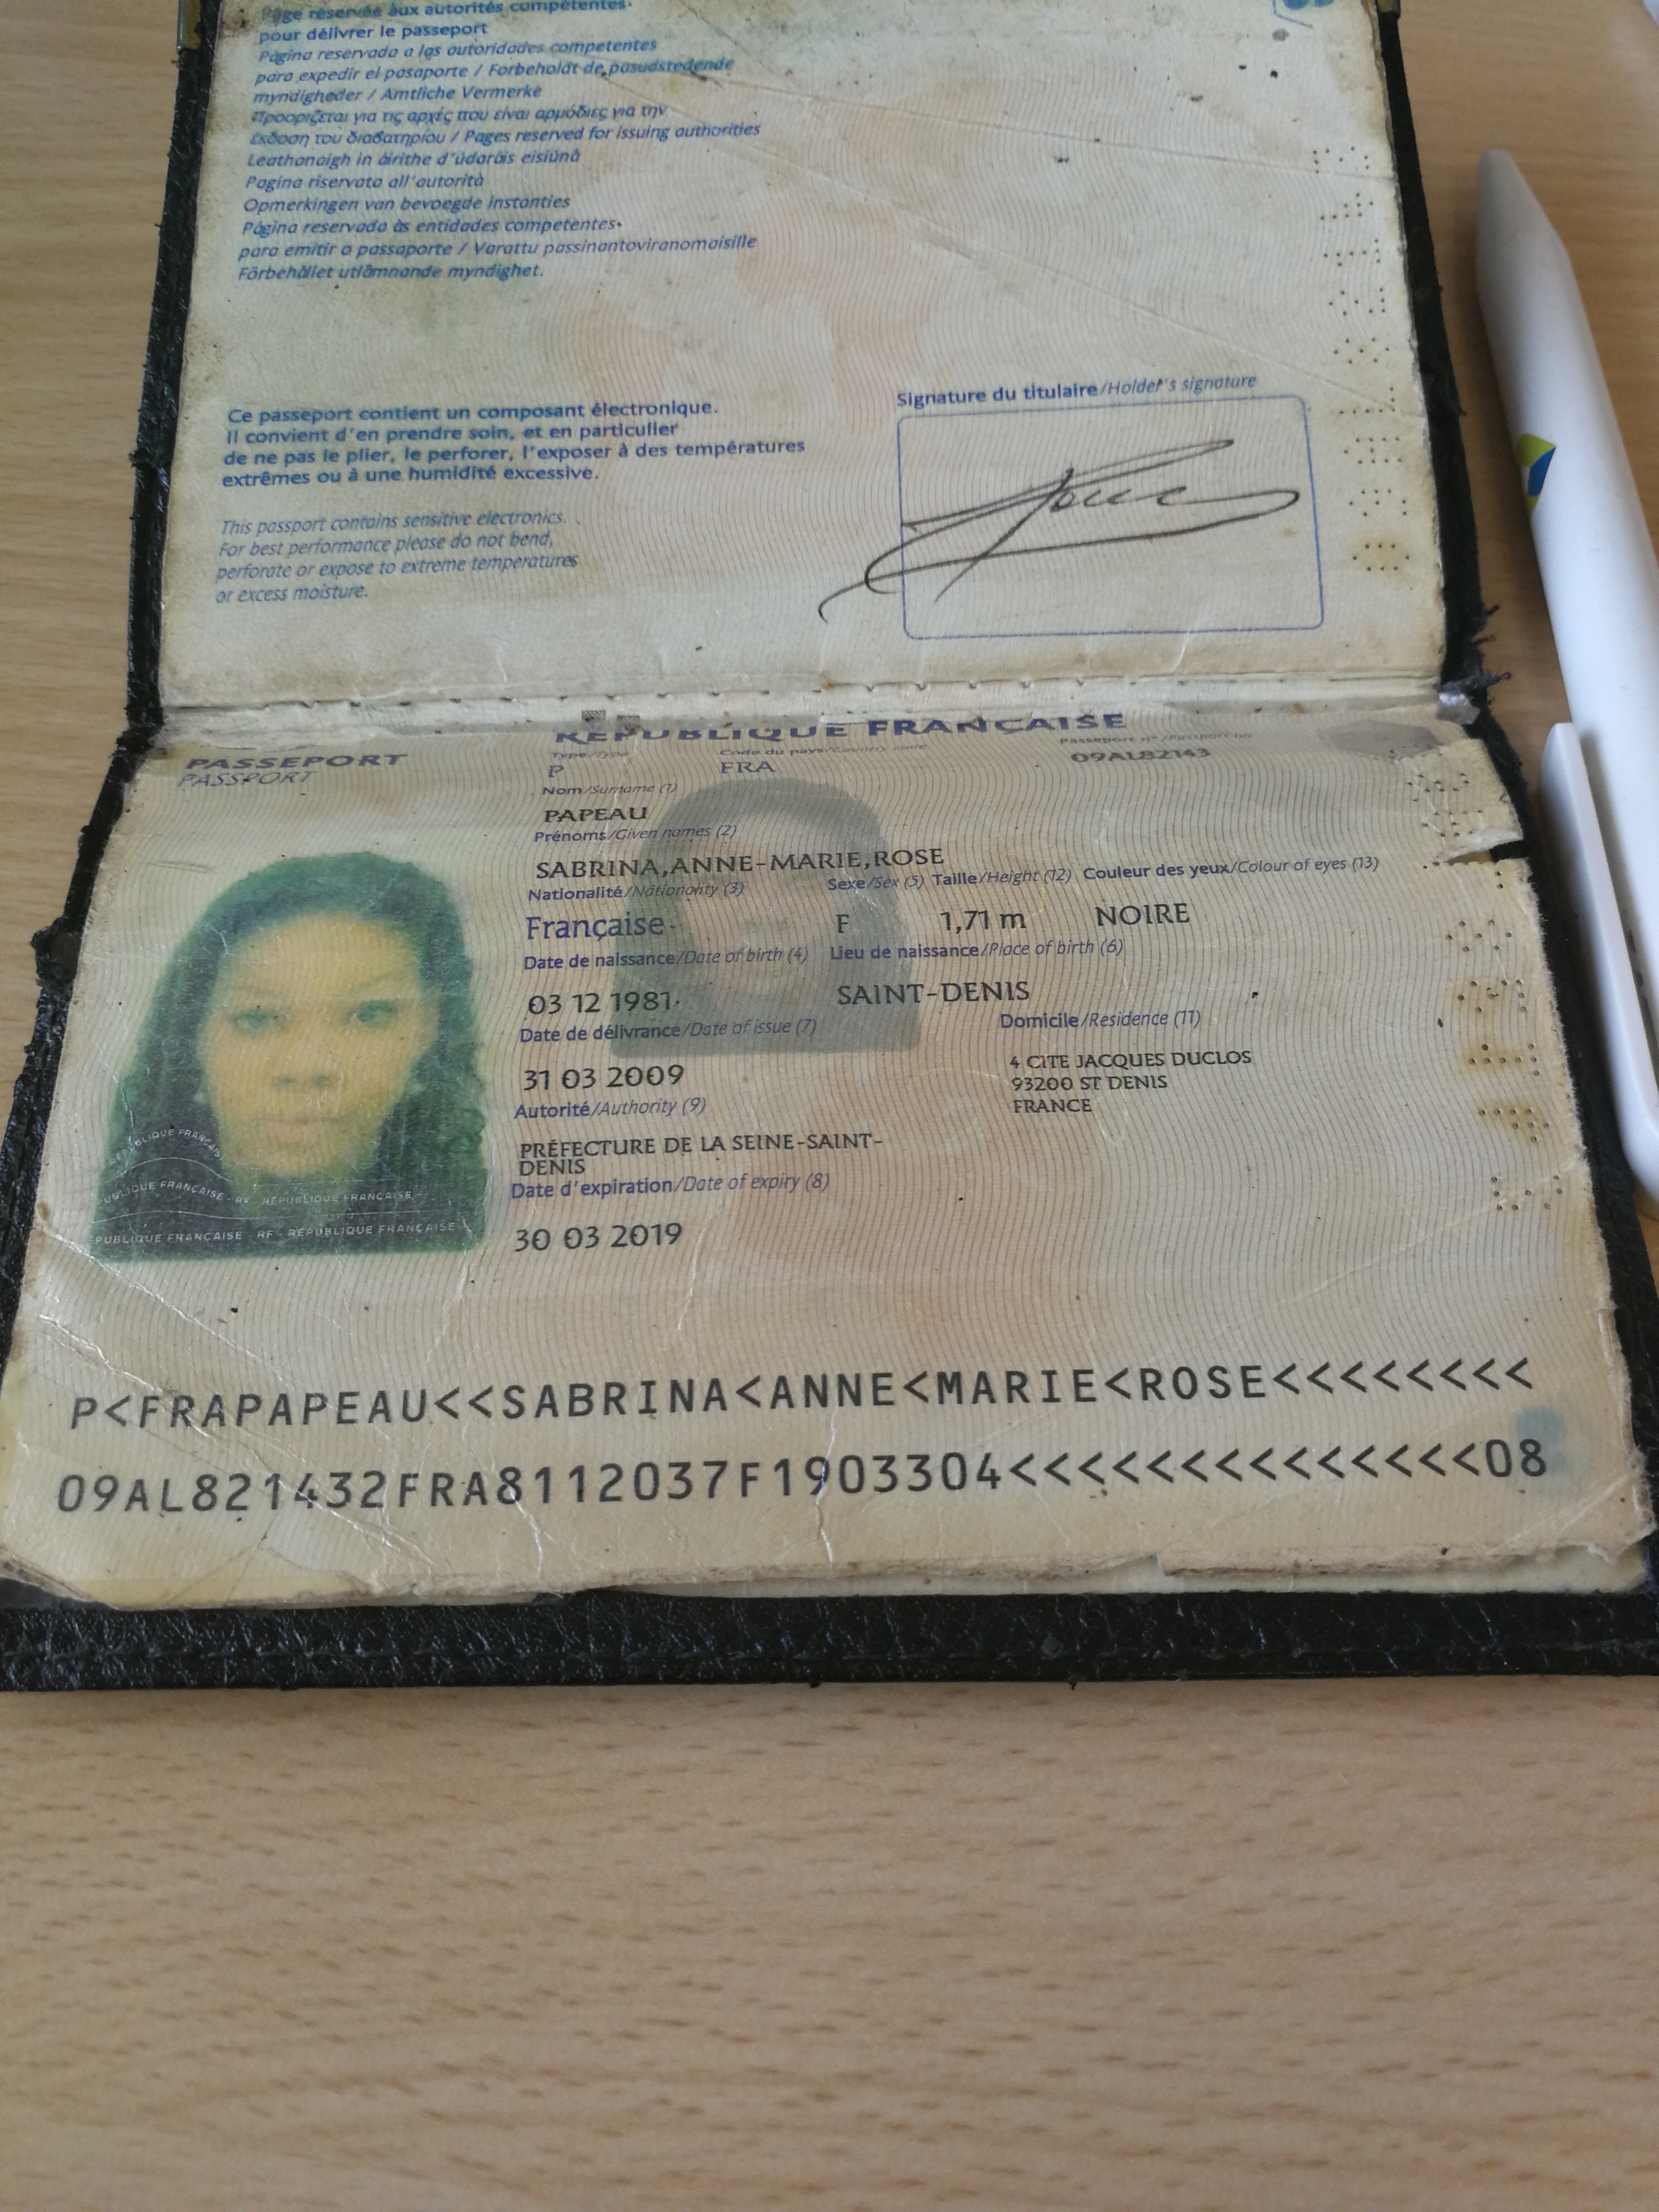 Page réservée aux autorités compétentes
pour délivrer le passeport
Página reservada a las autoridades competentes
para expedir el pasaporte / Forbeholdt de pasudstedende
myndigheder / Amtliche Vermerke
Προορίζεται για τις αρχές που είναι αρμόδιες για την
έκδοση του διαβατηρίου / Pages reserved for issuing authorities
Leathanaigh in áirithe d'údaráis eisiúna
Pagina riservata all'autorità
Opmerkingen van bevoegde instanties
Página reservada às entidades competentes
para emitir o passaporte / Varattu passinantoviranomaisille
Förbehållet utlämnande myndighet.
Ce passeport contient un composant électronique.
Il convient d'en prendre soin, et en particulier
de ne pas le plier, le perforer, l'exposer à des températures
extrêmes ou à une humidité excessive.
This passport contains sensitive electronics.
For best performance please do not bend,
perforate or expose to extreme temperatures
or excess moisture.
Signature du titulaire/Holder's signature
RÉPUBLIQUE FRANÇAISE
PASSEPORT
PASSPORT
Type/Type Code du pays/Country code Passeport n°/Passport no
P FRA 09AL82143
Nom/Surname (1)
PAPEAU
Prénoms/Given names (2)
SABRINA,ANNE-MARIE,ROSE
Nationalité/Nationality (3) Sexe/Sex (5) Taille/Height (12) Couleur des yeux/Colour of eyes (13)
Française F 1,71 m NOIRE
Date de naissance/Date of birth (4) Lieu de naissance/Place of birth (6)
03 12 1981 SAINT-DENIS
Date de délivrance/Date of issue (7) Domicile/Residence (11)
31 03 2009
4 CITE JACQUES DUCLOS
93200 ST DENIS
FRANCE
Autorité/Authority (9)
PRÉFECTURE DE LA SEINE-SAINT-
DENIS
Date d'expiration/Date of expiry (8)
30 03 2019
RÉPUBLIQUE FRANÇAISE
RÉPUBLIQUE FRANÇAISE - RF - RÉPUBLIQUE FRANÇAISE
PUBLIQUE FRANÇAISE - RF - RÉPUBLIQUE FRANÇAISE
P<FRAPAPEAU<<SABRINA<ANNE<MARIE<ROSE<<<<<<<<
09AL821432FRA8112037F1903304<<<<<<<<<<<<<<08